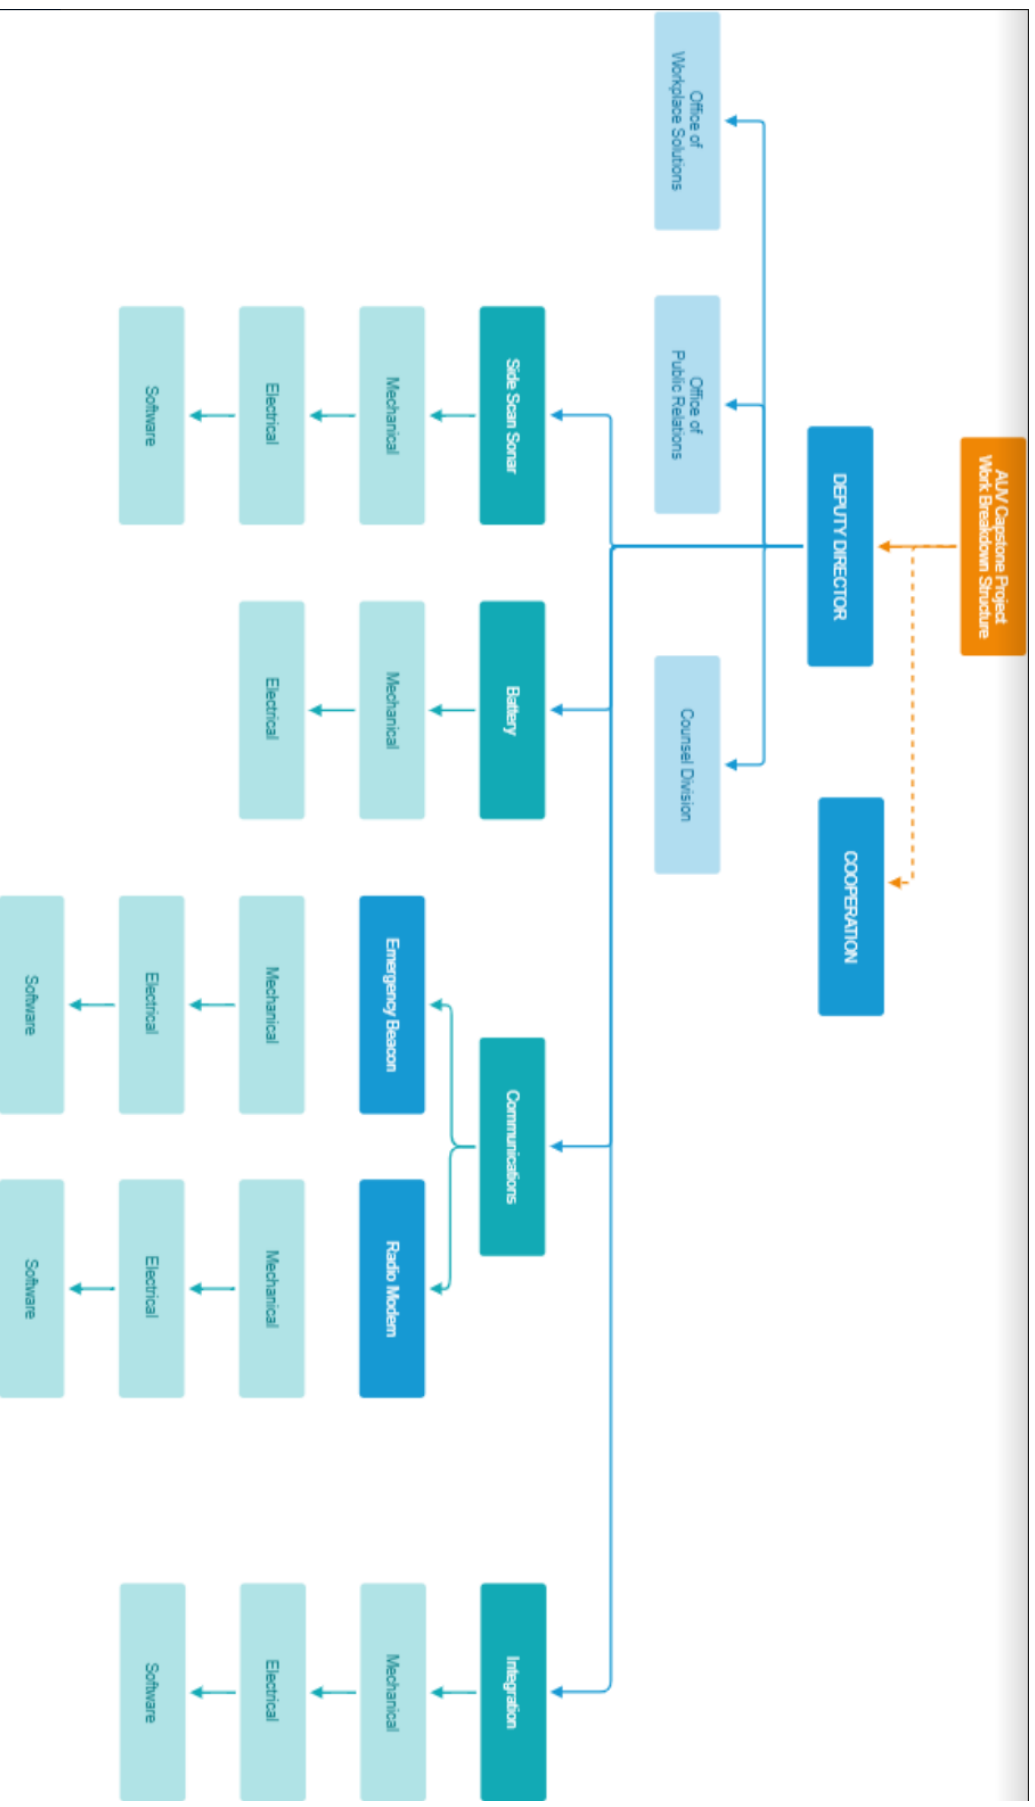 AUV Capstone Project
Work Breakdown Structure
DEPUTY DIRECTOR
COOPERATION
Office of
Workplace Solutions
Office of
Public Relations
Counsel Division
Side Scan Sonar
Battery
Communications
Integration
Mechanical
Mechanical
Emergency Beacon
Radio Modem
Mechanical
Electrical
Electrical
Mechanical
Mechanical
Electrical
Software
Electrical
Electrical
Software
Software
Software